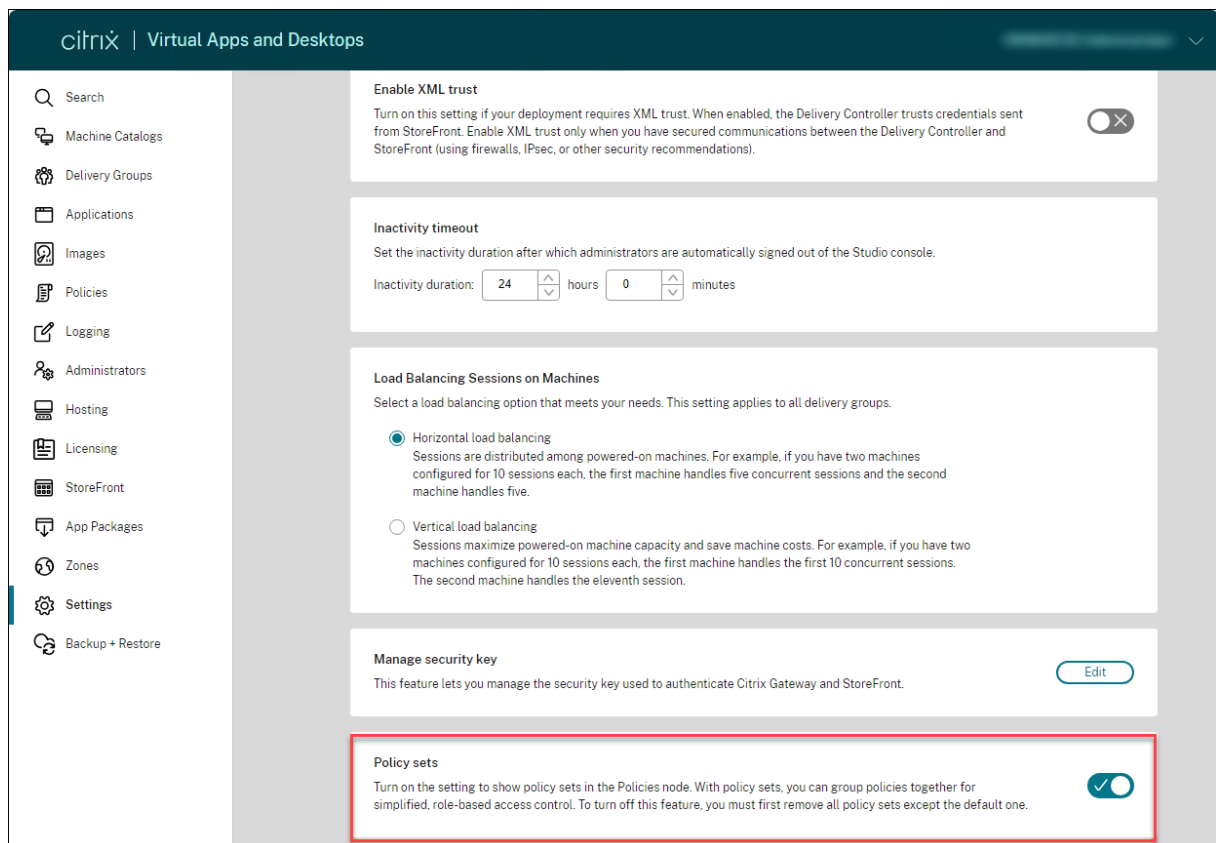 citrix | Virtual Apps and Desktops
Search
Machine Catalogs
Delivery Groups
Applications
Images
Policies
Logging
Administrators
Hosting
Licensing
StoreFront
App Packages
Zones
Settings
Backup + Restore
Enable XML trust
Turn on this setting if your deployment requires XML trust. When enabled, the Delivery Controller trusts credentials sent
from StoreFront. Enable XML trust only when you have secured communications between the Delivery Controller and
StoreFront (using firewalls, IPsec, or other security recommendations).
Inactivity timeout
Set the inactivity duration after which administrators are automatically signed out of the Studio console.
Inactivity duration: 24 hours 0 minutes
Load Balancing Sessions on Machines
Select a load balancing option that meets your needs. This setting applies to all delivery groups.
Horizontal load balancing
Sessions are distributed among powered-on machines. For example, if you have two machines
configured for 10 sessions each, the first machine handles five concurrent sessions and the second
machine handles five.
Vertical load balancing
Sessions maximize powered-on machine capacity and save machine costs. For example, if you have two
machines configured for 10 sessions each, the first machine handles the first 10 concurrent sessions.
The second machine handles the eleventh session.
Manage security key
This feature lets you manage the security key used to authenticate Citrix Gateway and StoreFront.
Edit
Policy sets
Turn on the setting to show policy sets in the Policies node. With policy sets, you can group policies together for
simplified, role-based access control. To turn off this feature, you must first remove all policy sets except the default one.